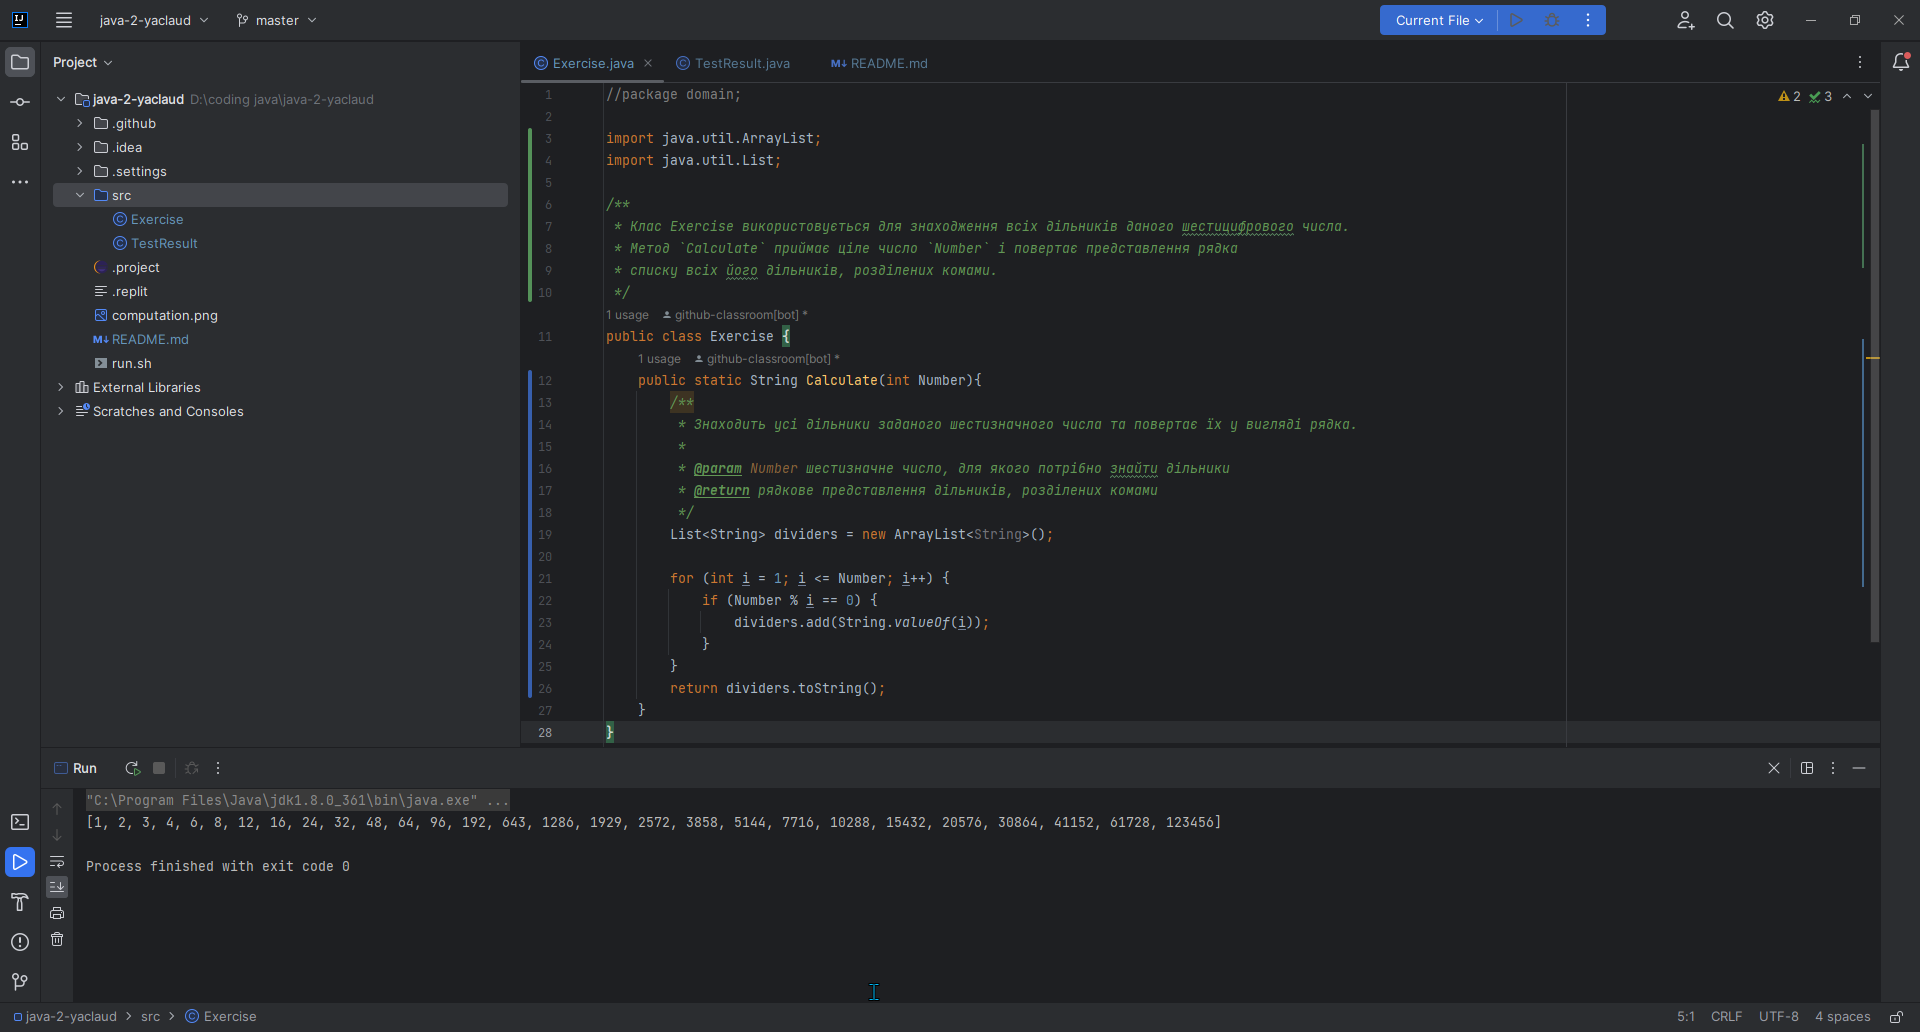 java-2-yaclaud master Current File
Project
Exercise.java TestResult.java README.md
java-2-yaclaud D:\coding java\java-2-yaclaud
.github
.idea
.settings
src
Exercise
TestResult
.project
.replit
computation.png
README.md
run.sh
External Libraries
Scratches and Consoles
2 3
1 //package domain;
2
3 import java.util.ArrayList;
4 import java.util.List;
5
6 /**
7 * Клас Exercise використовується для знаходження всіх дільників даного шестицифрового числа.
8 * Метод `Calculate` приймає ціле число `Number` і повертає представлення рядка
9 * списку всіх його дільників, розділених комами.
10 */
1 usage github-classroom[bot] *
11 public class Exercise {
1 usage github-classroom[bot] *
12 public static String Calculate(int Number){
13 /**
14 * Знаходить усі дільники заданого шестизначного числа та повертає їх у вигляді рядка.
15 *
16 * @param Number шестизначне число, для якого потрібно знайти дільники
17 * @return рядкове представлення дільників, розділених комами
18 */
19 List<String> dividers = new ArrayList<String>();
20
21 for (int i = 1; i <= Number; i++) {
22 if (Number % i == 0) {
23 dividers.add(String.valueOf(i));
24 }
25 }
26 return dividers.toString();
27 }
28 }
Run
"C:\Program Files\Java\jdk1.8.0_361\bin\java.exe" ...
[1, 2, 3, 4, 6, 8, 12, 16, 24, 32, 48, 64, 96, 192, 643, 1286, 1929, 2572, 3858, 5144, 7716, 10288, 15432, 20576, 30864, 41152, 61728, 123456]
Process finished with exit code 0
java-2-yaclaud > src > Exercise
5:1 CRLF UTF-8 4 spaces